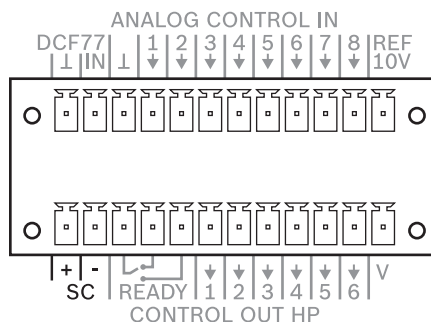 ANALOG CONTROL IN
DCF77 1 2 3 4 5 6 7 8 REF
⊥ IN ⊥ ↓ ↓ ↓ ↓ ↓ ↓ ↓ ↓ 10V
+ - ↓ ↓ ↓ ↓ ↓ ↓ V
SC READY 1 2 3 4 5 6
CONTROL OUT HP